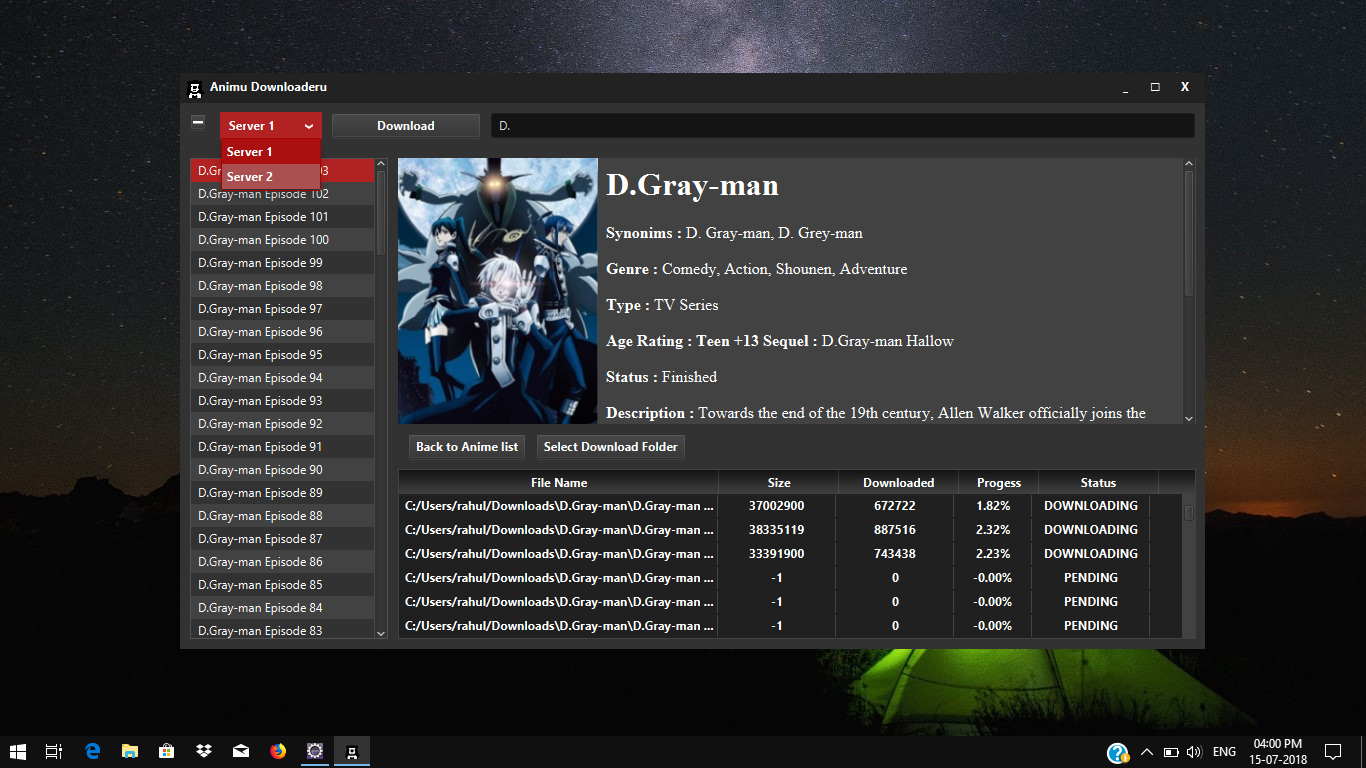 Animu Downloaderu
_ □ X
Server 1 Download D.
Server 1
Server 2
D.Gr 03
D.Gray-man Episode 102
D.Gray-man Episode 101
D.Gray-man Episode 100
D.Gray-man Episode 99
D.Gray-man Episode 98
D.Gray-man Episode 97
D.Gray-man Episode 96
D.Gray-man Episode 95
D.Gray-man Episode 94
D.Gray-man Episode 93
D.Gray-man Episode 92
D.Gray-man Episode 91
D.Gray-man Episode 90
D.Gray-man Episode 89
D.Gray-man Episode 88
D.Gray-man Episode 87
D.Gray-man Episode 86
D.Gray-man Episode 85
D.Gray-man Episode 84
D.Gray-man Episode 83
D.Gray-man
Synonims : D. Gray-man, D. Grey-man
Genre : Comedy, Action, Shounen, Adventure
Type : TV Series
Age Rating : Teen +13 Sequel : D.Gray-man Hallow
Status : Finished
Description : Towards the end of the 19th century, Allen Walker officially joins the
Back to Anime list Select Download Folder
File Name Size Downloaded Progess Status
C:/Users/rahul/Downloads\D.Gray-man\D.Gray-man ... 37002900 672722 1.82% DOWNLOADING
C:/Users/rahul/Downloads\D.Gray-man\D.Gray-man ... 38335119 887516 2.32% DOWNLOADING
C:/Users/rahul/Downloads\D.Gray-man\D.Gray-man ... 33391900 743438 2.23% DOWNLOADING
C:/Users/rahul/Downloads\D.Gray-man\D.Gray-man ... -1 0 -0.00% PENDING
C:/Users/rahul/Downloads\D.Gray-man\D.Gray-man ... -1 0 -0.00% PENDING
C:/Users/rahul/Downloads\D.Gray-man\D.Gray-man ... -1 0 -0.00% PENDING
ENG
04:00 PM
15-07-2018